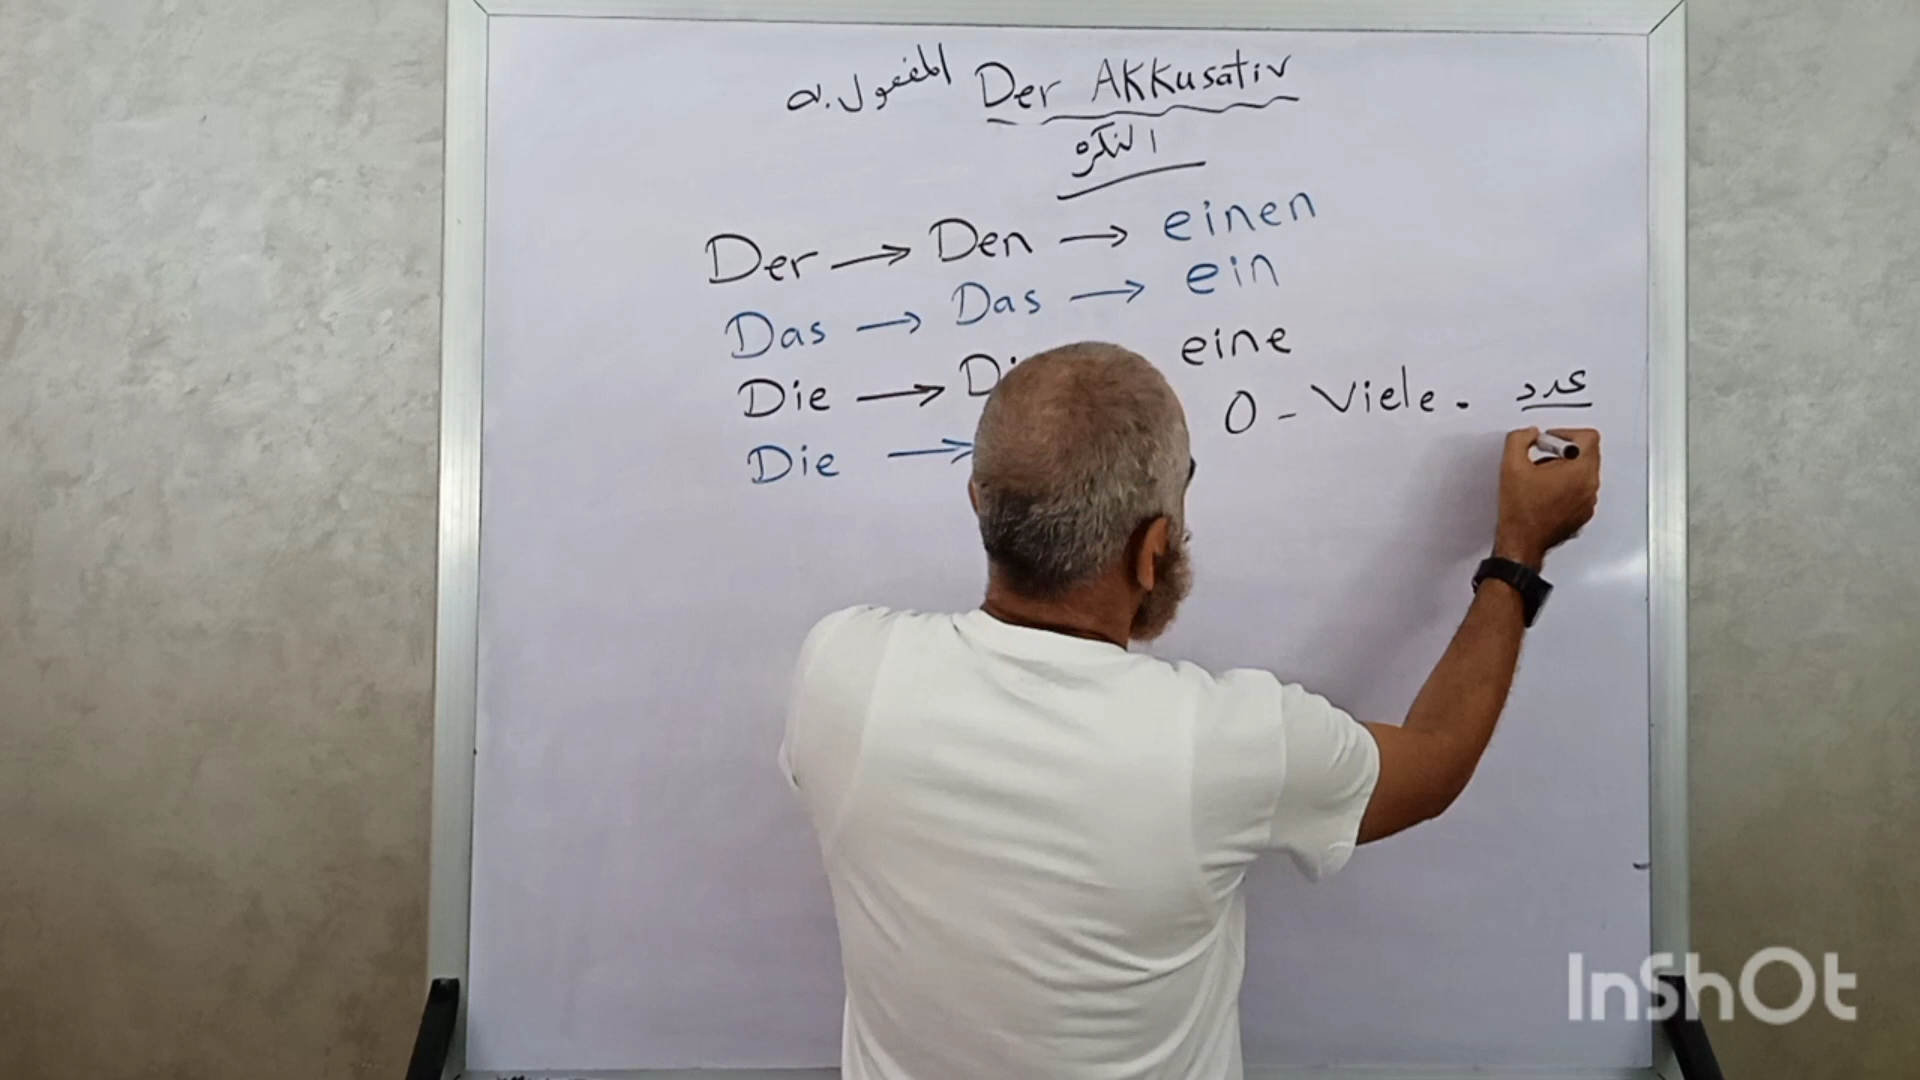 Der Akkusativ المفعول به
النكرة
Der → Den → einen
Das → Das → ein
Die → eine
Die → 0 - Viele . عدد
InShOt